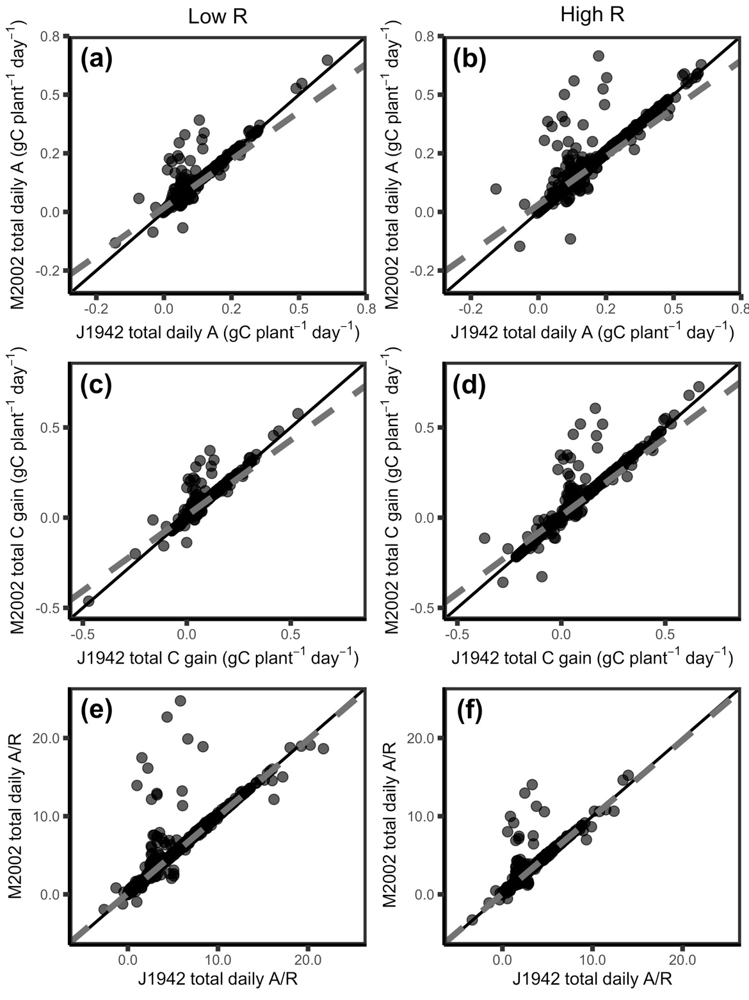 Low R
High R
(a)
M2002 total daily A (gC plant⁻¹ day⁻¹)
0.8
0.5
0.2
0.0
-0.2
-0.2 0.0 0.2 0.5 0.8
J1942 total daily A (gC plant⁻¹ day⁻¹)
(b)
M2002 total daily A (gC plant⁻¹ day⁻¹)
0.8
0.5
0.2
0.0
-0.2
-0.2 0.0 0.2 0.5 0.8
J1942 total daily A (gC plant⁻¹ day⁻¹)
(c)
M2002 total C gain (gC plant⁻¹ day⁻¹)
0.5
0.0
-0.5
-0.5 0.0 0.5
J1942 total C gain (gC plant⁻¹ day⁻¹)
(d)
M2002 total C gain (gC plant⁻¹ day⁻¹)
0.5
0.0
-0.5
-0.5 0.0 0.5
J1942 total C gain (gC plant⁻¹ day⁻¹)
(e)
M2002 total daily A/R
20.0
10.0
0.0
0.0 10.0 20.0
J1942 total daily A/R
(f)
M2002 total daily A/R
20.0
10.0
0.0
0.0 10.0 20.0
J1942 total daily A/R